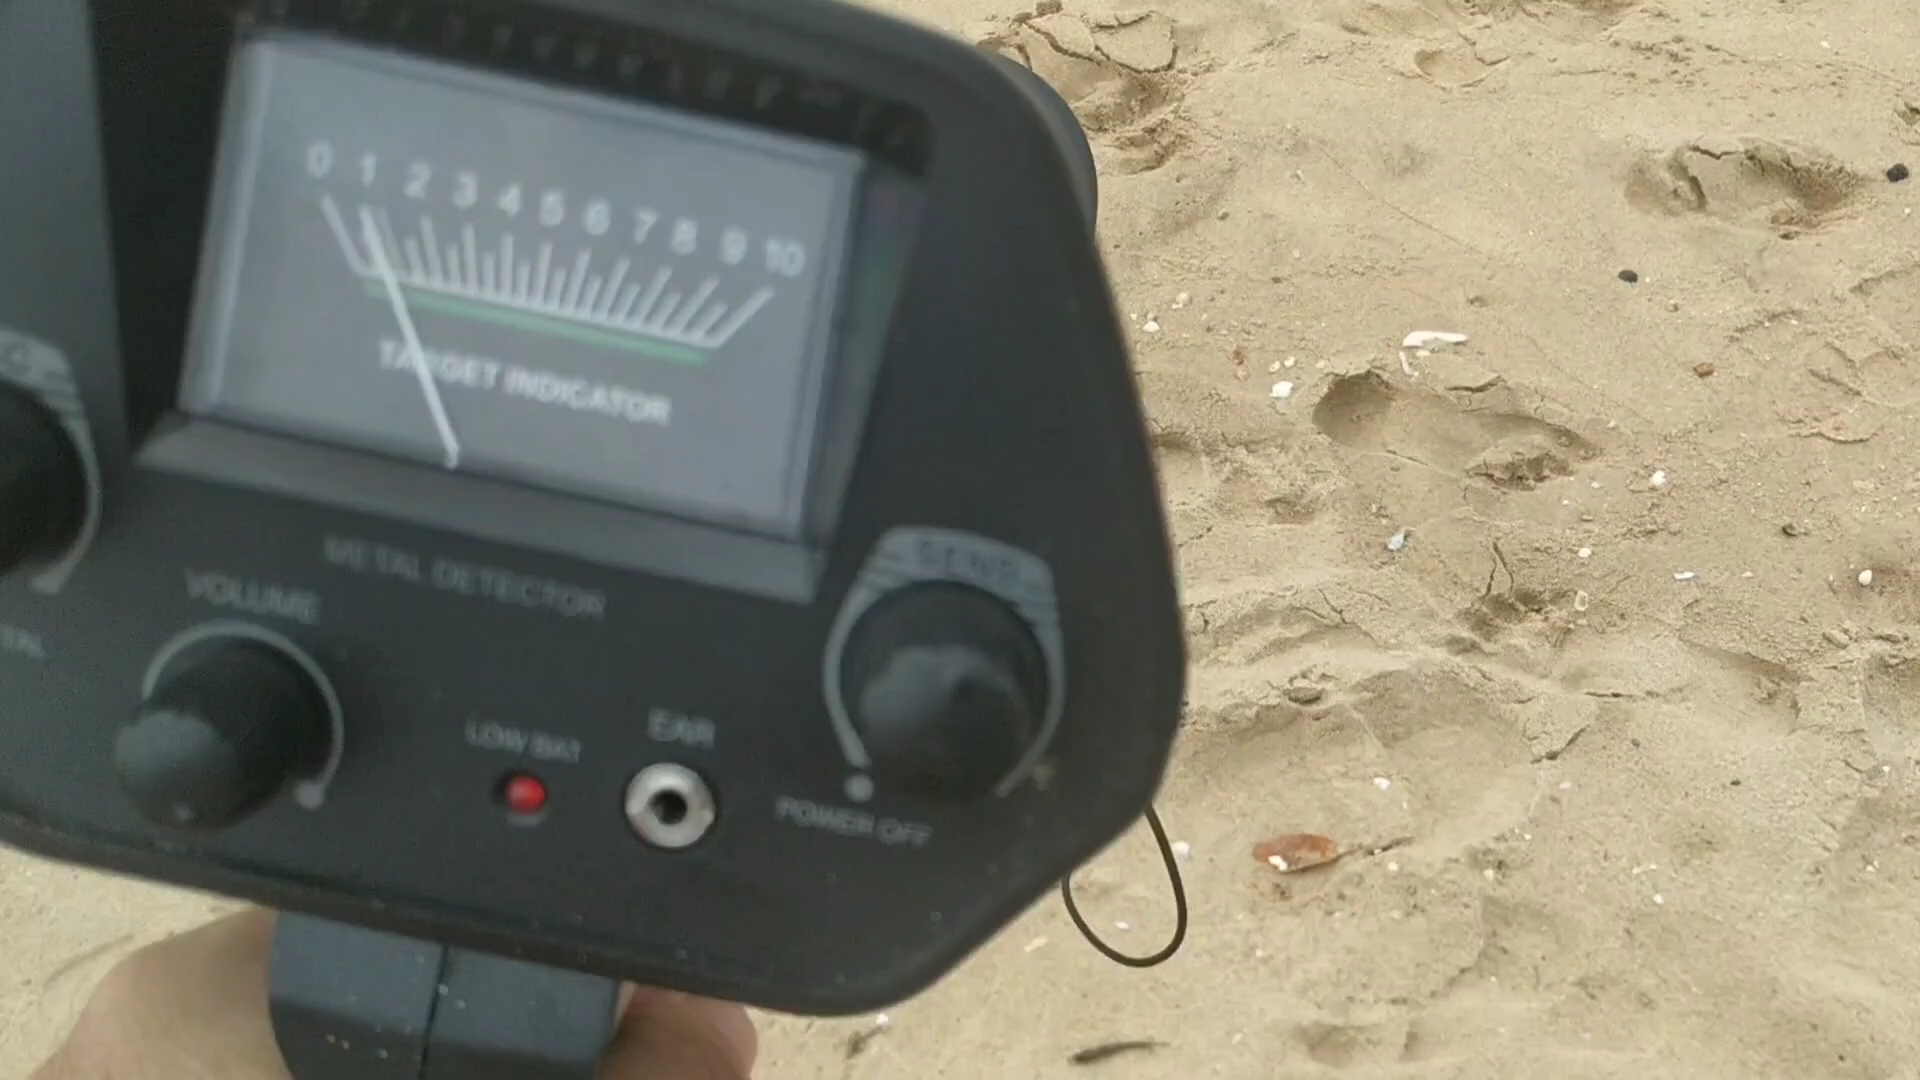 0 1 2 3 4 5 6 7 8 9 10
TARGET INDICATOR
METAL DETECTOR
VOLUME
SENS
LOW BAT
EAR
POWER OFF